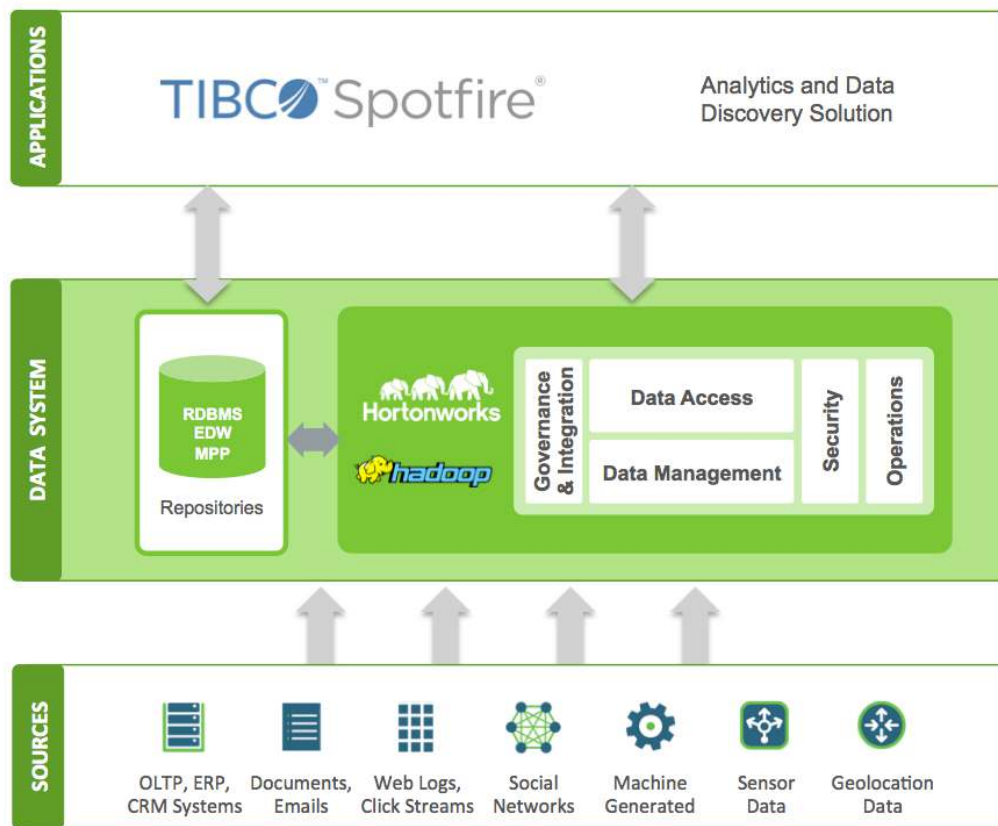 APPLICATIONS
TIBCO™ Spotfire®
Analytics and Data
Discovery Solution
DATA SYSTEM
RDBMS
EDW
MPP
Repositories
Hortonworks
hadoop
Governance
& Integration
Data Access
Data Management
Security
Operations
SOURCES
OLTP, ERP,
CRM Systems
Documents,
Emails
Web Logs,
Click Streams
Social
Networks
Machine
Generated
Sensor
Data
Geolocation
Data